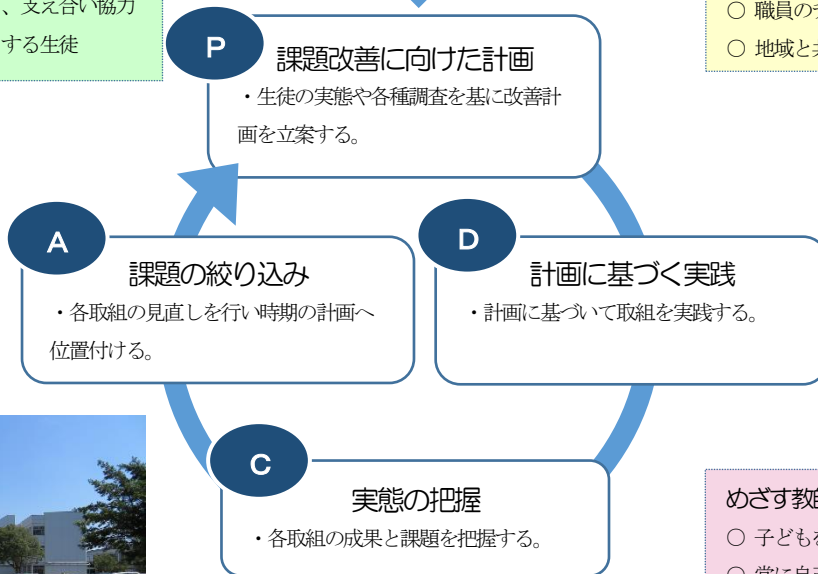 、支え合い協力
する生徒
○ 職員の
○ 地域と
P
課題改善に向けた計画
・生徒の実態や各種調査を基に改善計
画を立案する。
A
課題の絞り込み
・各取組の見直しを行い時期の計画へ
位置付ける。
D
計画に基づく実践
・計画に基づいて取組を実践する。
C
実態の把握
・各取組の成果と課題を把握する。
めざす教
○ 子どもを
○ 常に自